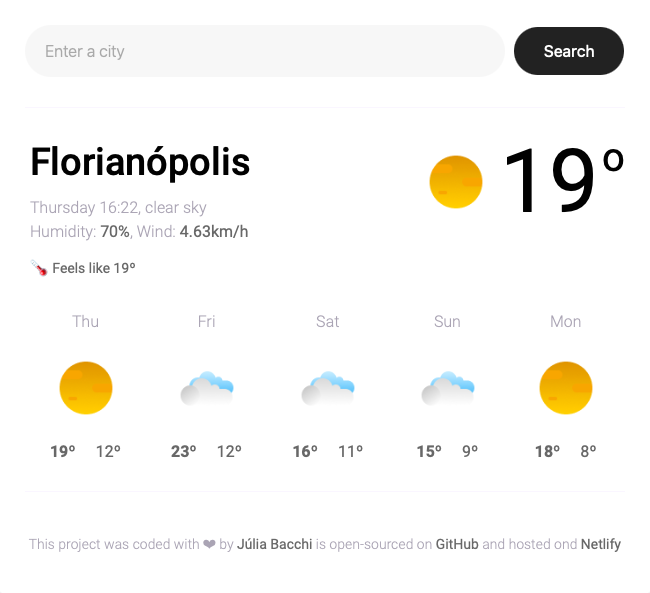 Enter a city
Search
Florianópolis
19º
Thursday 16:22, clear sky
Humidity: 70%, Wind: 4.63km/h
🌡️ Feels like 19º
Thu Fri Sat Sun Mon
19º 12º 23º 12º 16º 11º 15º 9º 18º 8º
This project was coded with ❤ by Júlia Bacchi is open-sourced on GitHub and hosted ond Netlify